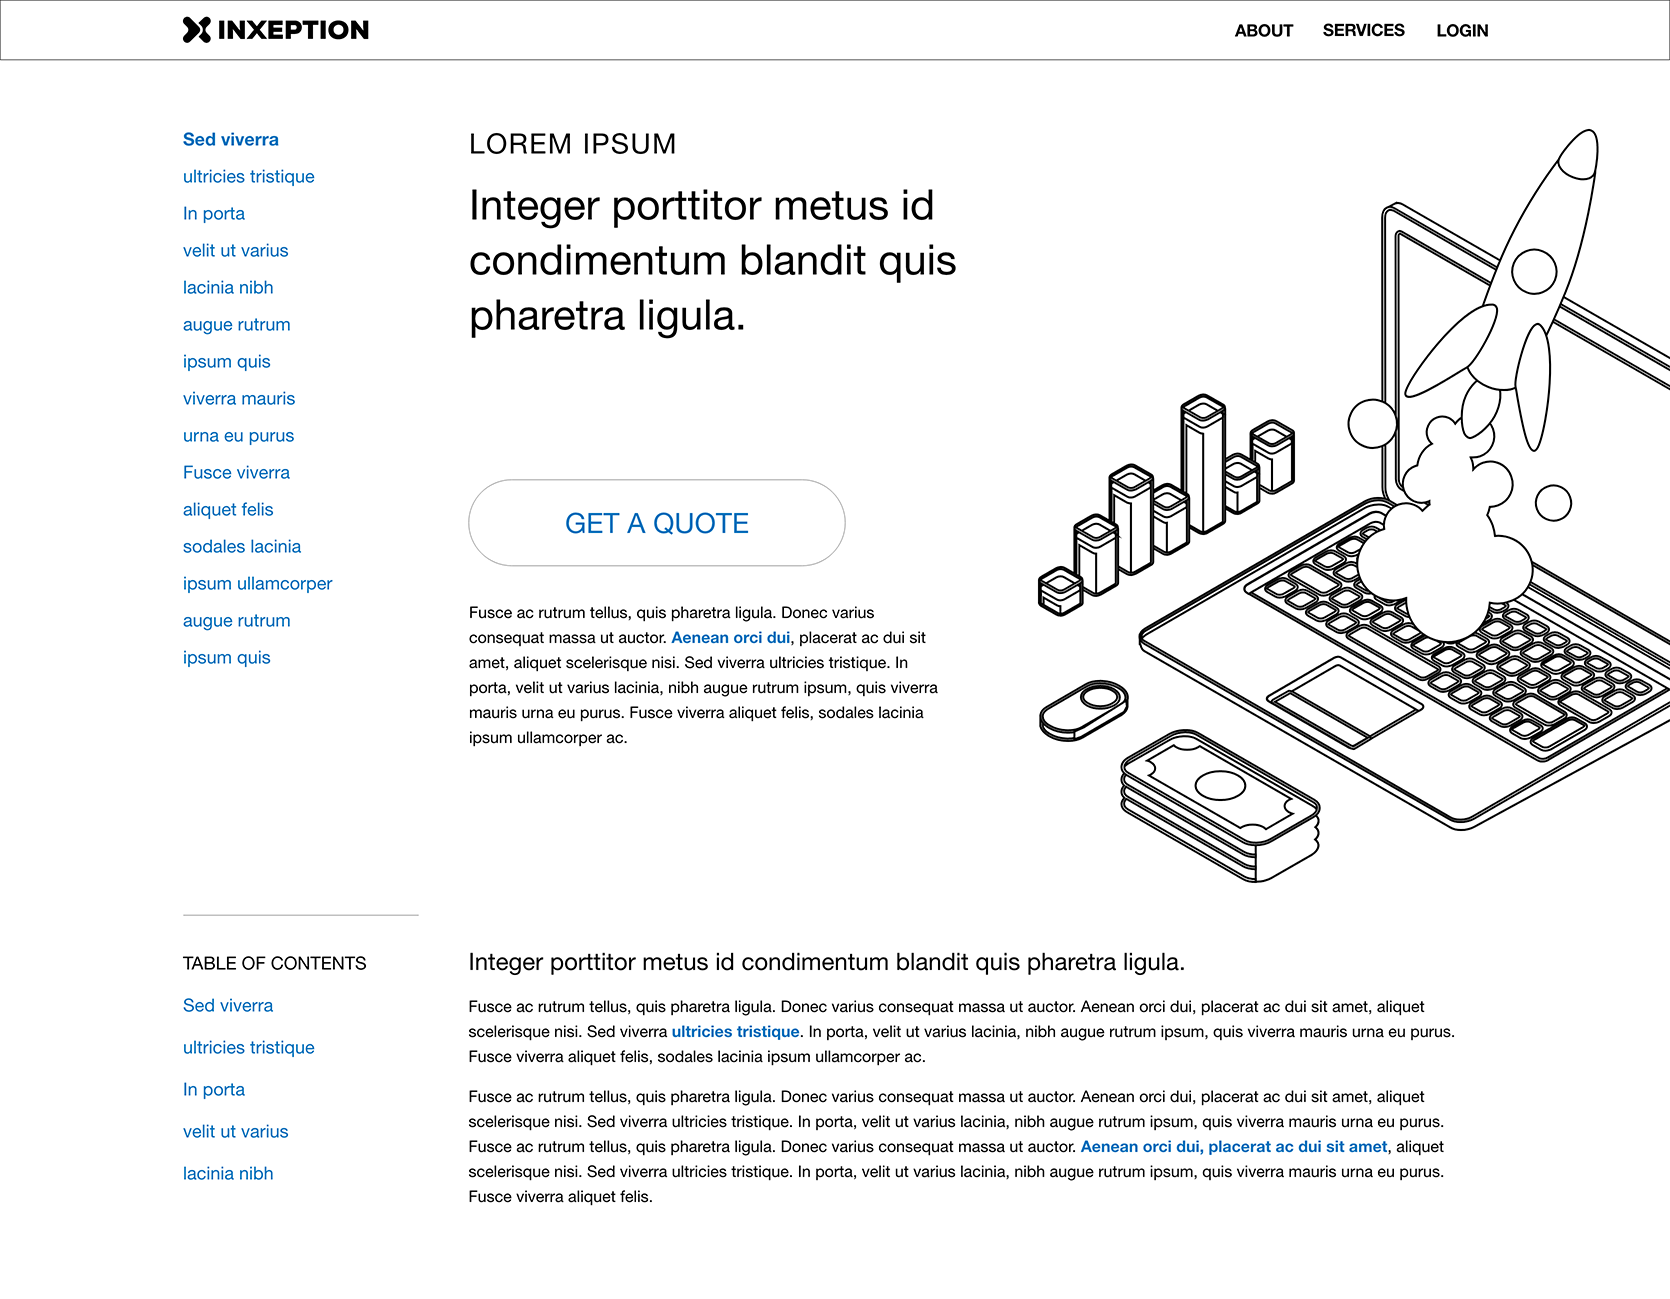 INXEPTION
ABOUT SERVICES LOGIN
Sed viverra
ultricies tristique
In porta
velit ut varius
lacinia nibh
augue rutrum
ipsum quis
viverra mauris
urna eu purus
Fusce viverra
aliquet felis
sodales lacinia
ipsum ullamcorper
augue rutrum
ipsum quis
LOREM IPSUM
Integer porttitor metus id
condimentum blandit quis
pharetra ligula.
GET A QUOTE
Fusce ac rutrum tellus, quis pharetra ligula. Donec varius
consequat massa ut auctor. Aenean orci dui, placerat ac dui sit
amet, aliquet scelerisque nisi. Sed viverra ultricies tristique. In
porta, velit ut varius lacinia, nibh augue rutrum ipsum, quis viverra
mauris urna eu purus. Fusce viverra aliquet felis, sodales lacinia
ipsum ullamcorper ac.
TABLE OF CONTENTS
Sed viverra
ultricies tristique
In porta
velit ut varius
lacinia nibh
Integer porttitor metus id condimentum blandit quis pharetra ligula.
Fusce ac rutrum tellus, quis pharetra ligula. Donec varius consequat massa ut auctor. Aenean orci dui, placerat ac dui sit amet, aliquet
scelerisque nisi. Sed viverra ultricies tristique. In porta, velit ut varius lacinia, nibh augue rutrum ipsum, quis viverra mauris urna eu purus.
Fusce viverra aliquet felis, sodales lacinia ipsum ullamcorper ac.
Fusce ac rutrum tellus, quis pharetra ligula. Donec varius consequat massa ut auctor. Aenean orci dui, placerat ac dui sit amet, aliquet
scelerisque nisi. Sed viverra ultricies tristique. In porta, velit ut varius lacinia, nibh augue rutrum ipsum, quis viverra mauris urna eu purus.
Fusce ac rutrum tellus, quis pharetra ligula. Donec varius consequat massa ut auctor. Aenean orci dui, placerat ac dui sit amet, aliquet
scelerisque nisi. Sed viverra ultricies tristique. In porta, velit ut varius lacinia, nibh augue rutrum ipsum, quis viverra mauris urna eu purus.
Fusce viverra aliquet felis.